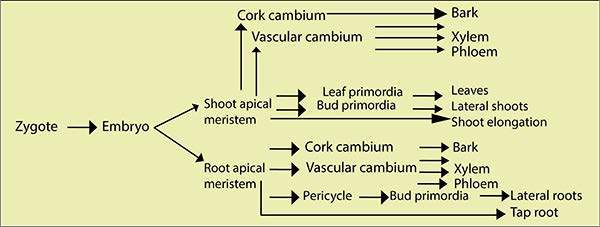 Cork cambium Bark
Vascular cambium Xylem
Phloem
Leaf primordia Leaves
Shoot apical meristem Bud primordia Lateral shoots
Shoot elongation
Zygote Embryo
Cork cambium Bark
Root apical meristem Vascular cambium Xylem
Phloem
Pericycle Bud primordia Lateral roots
Tap root